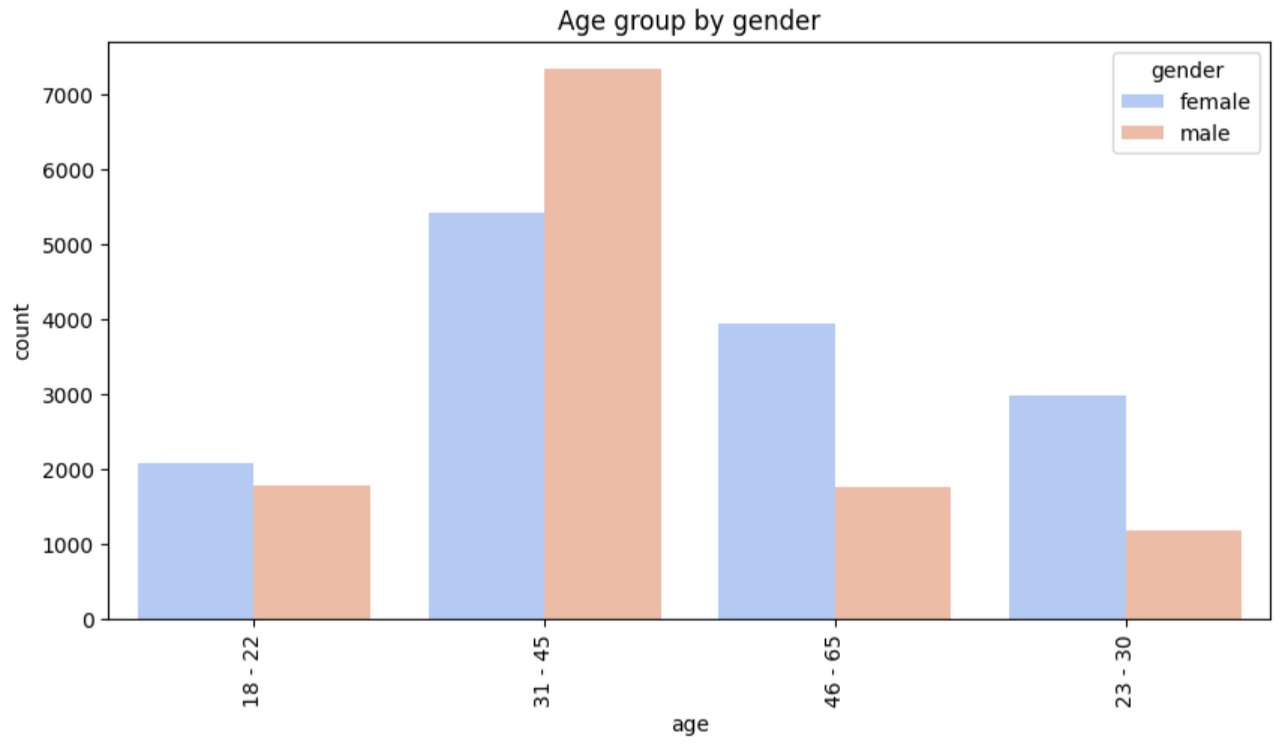 Age group by gender
gender
female
male
7000
6000
5000
4000
3000
2000
1000
0
count
18 - 22
31 - 45
46 - 65
23 - 30
age